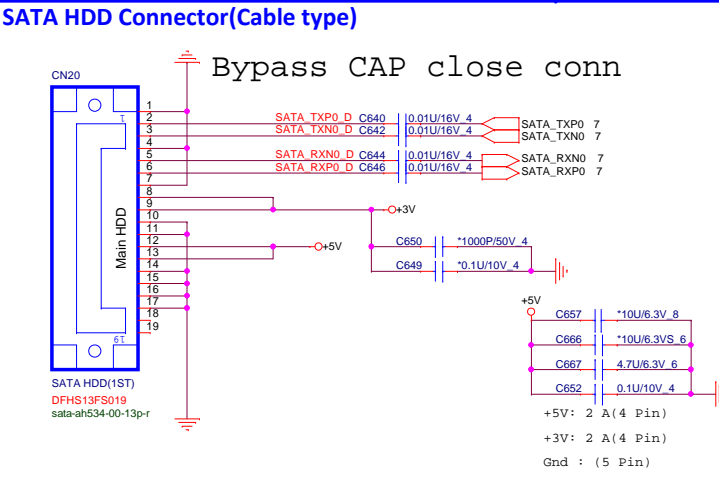 SATA HDD Connector(Cable type)
Bypass CAP close conn
CN20
1
2
3
4
5
6
7
8
9
10
11
12
13
14
15
16
17
18
19
1
19
Main HDD
SATA_TXP0_D C640 0.01U/16V_4 SATA_TXP0 7
SATA_TXN0_D C642 0.01U/16V_4 SATA_TXN0 7
SATA_RXN0_D C644 0.01U/16V_4 SATA_RXN0 7
SATA_RXP0_D C646 0.01U/16V_4 SATA_RXP0 7
+3V
+5V
C650 *1000P/50V_4
C649 *0.1U/10V_4
+5V
C657 *10U/6.3V_8
C666 *10U/6.3VS_6
C667 4.7U/6.3V_6
C652 0.1U/10V_4
SATA HDD(1ST)
DFHS13FS019
sata-ah534-00-13p-r
+5V: 2 A(4 Pin)
+3V: 2 A(4 Pin)
Gnd : (5 Pin)